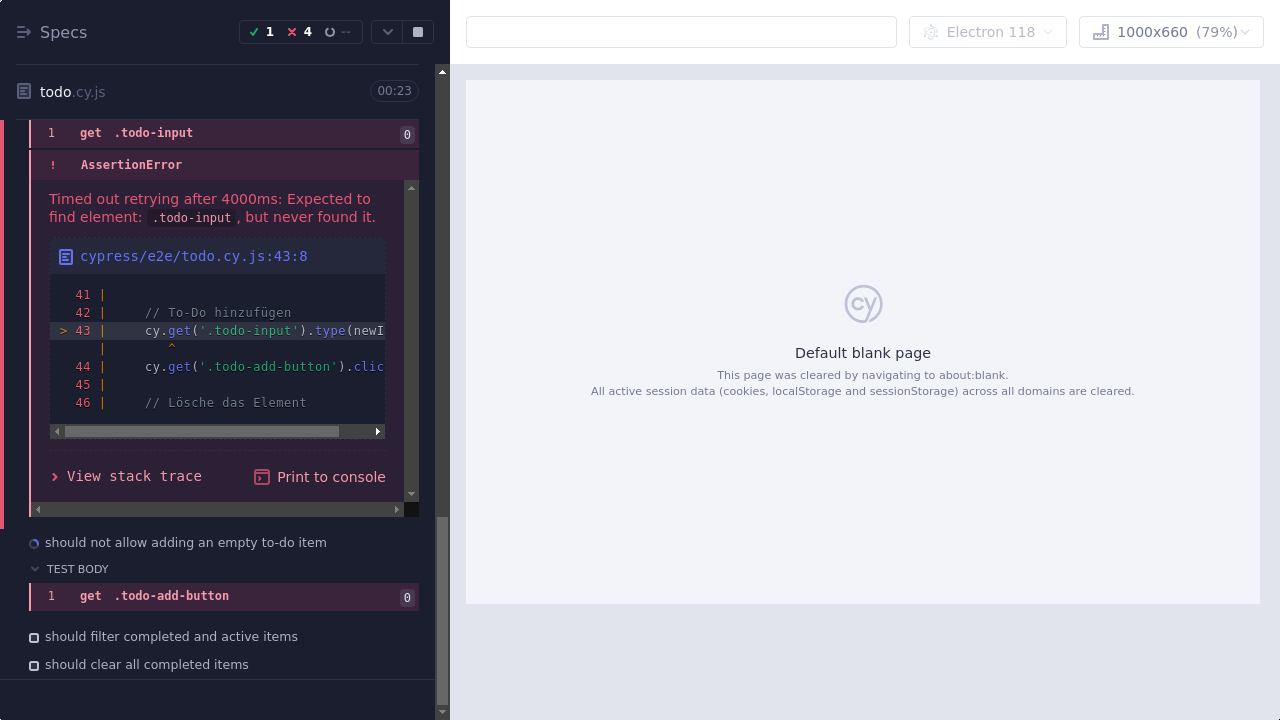 Specs
1
4
--
todo.cy.js
00:23
1 get .todo-input 0
! AssertionError
Timed out retrying after 4000ms: Expected to
find element: .todo-input, but never found it.
cypress/e2e/todo.cy.js:43:8
41 |
42 | // To-Do hinzufügen
> 43 | cy.get('.todo-input').type(newI
| ^
44 | cy.get('.todo-add-button').clic
45 |
46 | // Lösche das Element
View stack trace
Print to console
should not allow adding an empty to-do item
TEST BODY
1 get .todo-add-button 0
should filter completed and active items
should clear all completed items
Electron 118
1000x660 (79%)
cy
Default blank page
This page was cleared by navigating to about:blank.
All active session data (cookies, localStorage and sessionStorage) across all domains are cleared.